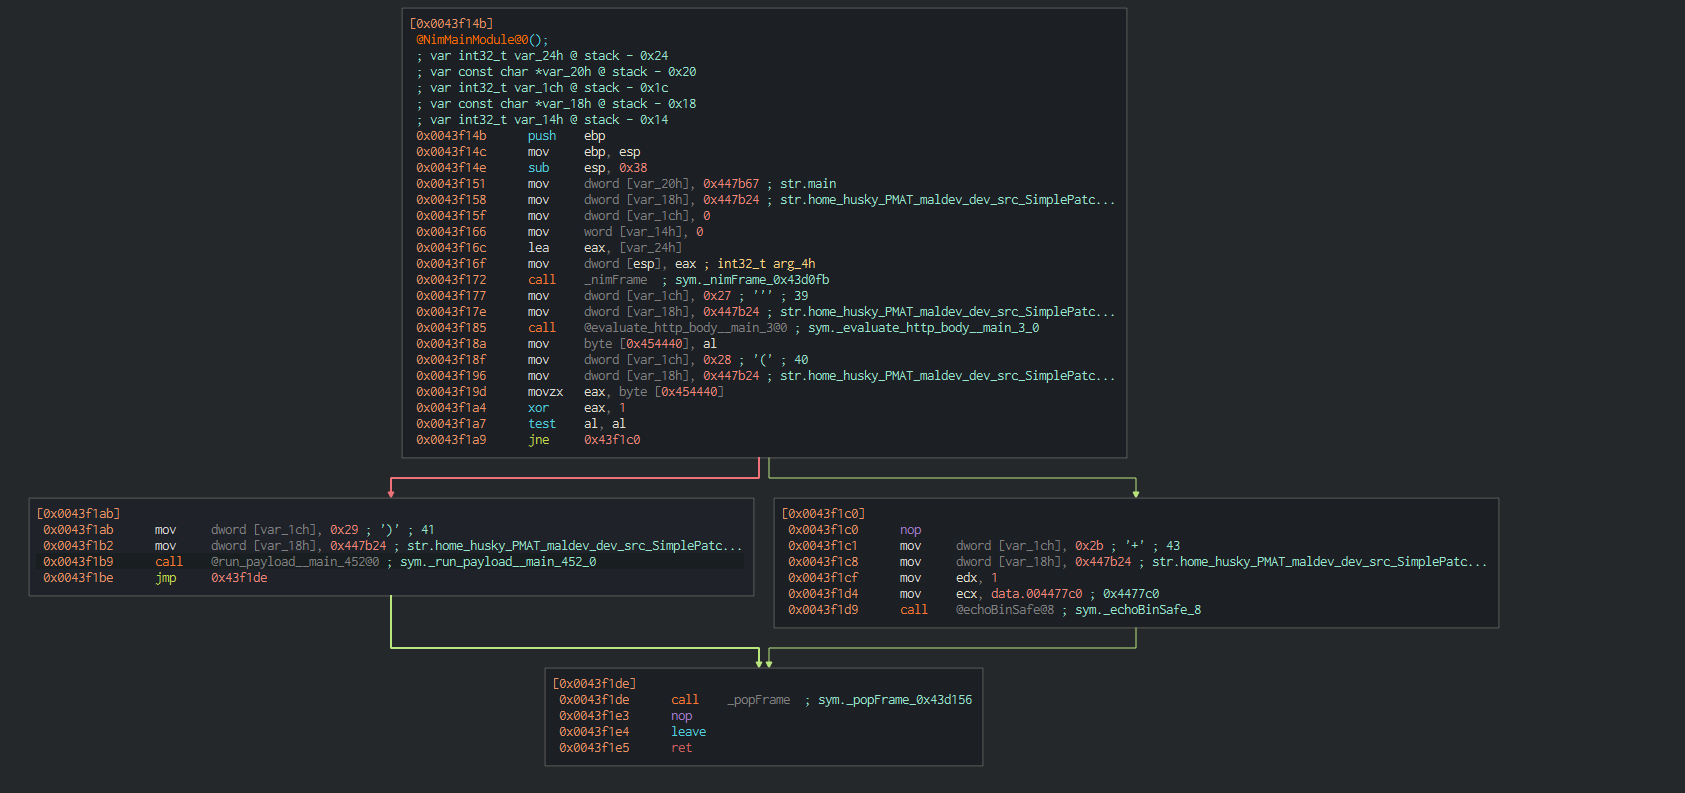 [0x0043f14b]
@NimMainModule@0();
; var int32_t var_24h @ stack - 0x24
; var const char *var_20h @ stack - 0x20
; var int32_t var_1ch @ stack - 0x1c
; var const char *var_18h @ stack - 0x18
; var int32_t var_14h @ stack - 0x14
0x0043f14b push ebp
0x0043f14c mov ebp, esp
0x0043f14e sub esp, 0x38
0x0043f151 mov dword [var_20h], 0x447b67 ; str.main
0x0043f158 mov dword [var_18h], 0x447b24 ; str.home_husky_PMAT_maldev_dev_src_SimplePatc...
0x0043f15f mov dword [var_1ch], 0
0x0043f166 mov word [var_14h], 0
0x0043f16c lea eax, [var_24h]
0x0043f16f mov dword [esp], eax ; int32_t arg_4h
0x0043f172 call _nimFrame ; sym._nimFrame_0x43d0fb
0x0043f177 mov dword [var_1ch], 0x27 ; ''' ; 39
0x0043f17e mov dword [var_18h], 0x447b24 ; str.home_husky_PMAT_maldev_dev_src_SimplePatc...
0x0043f185 call @evaluate_http_body__main_3@0 ; sym._evaluate_http_body__main_3_0
0x0043f18a mov byte [0x454440], al
0x0043f18f mov dword [var_1ch], 0x28 ; '(' ; 40
0x0043f196 mov dword [var_18h], 0x447b24 ; str.home_husky_PMAT_maldev_dev_src_SimplePatc...
0x0043f19d movzx eax, byte [0x454440]
0x0043f1a4 xor eax, 1
0x0043f1a7 test al, al
0x0043f1a9 jne 0x43f1c0
[0x0043f1ab]
0x0043f1ab mov dword [var_1ch], 0x29 ; ')' ; 41
0x0043f1b2 mov dword [var_18h], 0x447b24 ; str.home_husky_PMAT_maldev_dev_src_SimplePatc...
0x0043f1b9 call @run_payload__main_452@0 ; sym._run_payload__main_452_0
0x0043f1be jmp 0x43f1de
[0x0043f1c0]
0x0043f1c0 nop
0x0043f1c1 mov dword [var_1ch], 0x2b ; '+' ; 43
0x0043f1c8 mov dword [var_18h], 0x447b24 ; str.home_husky_PMAT_maldev_dev_src_SimplePatc...
0x0043f1cf mov edx, 1
0x0043f1d4 mov ecx, data.004477c0 ; 0x4477c0
0x0043f1d9 call @echoBinSafe@8 ; sym._echoBinSafe_8
[0x0043f1de]
0x0043f1de call _popFrame ; sym._popFrame_0x43d156
0x0043f1e3 nop
0x0043f1e4 leave
0x0043f1e5 ret